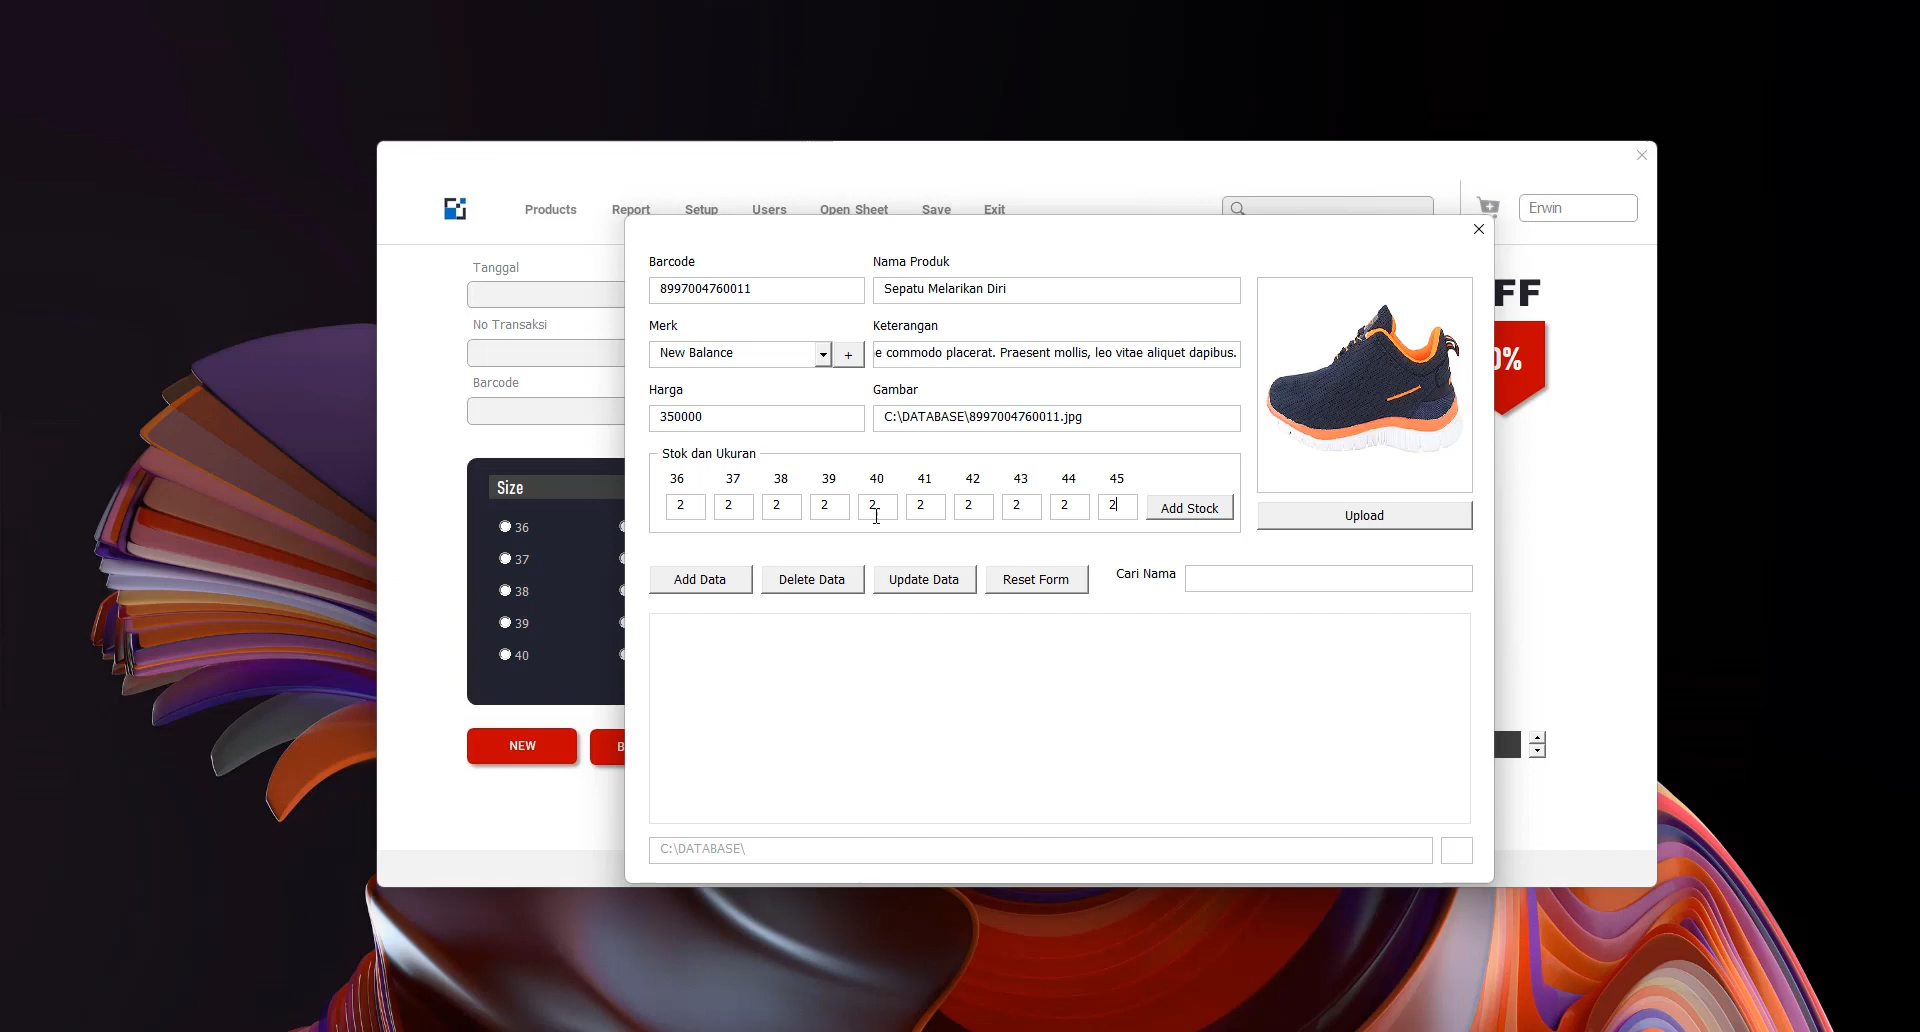 Products Report Setup Users Open Sheet Save Exit
Erwin
Tanggal
No Transaksi
Barcode
Size
36
37
38
39
40
NEW
B
FF
0%
Barcode Nama Produk
8997004760011 Sepatu Melarikan Diri
Merk Keterangan
New Balance + e commodo placerat. Praesent mollis, leo vitae aliquet dapibus.
Harga Gambar
350000 C:\DATABASE\8997004760011.jpg
Stok dan Ukuran
36 37 38 39 40 41 42 43 44 45
2 2 2 2 2 2 2 2 2 2 Add Stock
Upload
Add Data Delete Data Update Data Reset Form Cari Nama
C:\DATABASE\